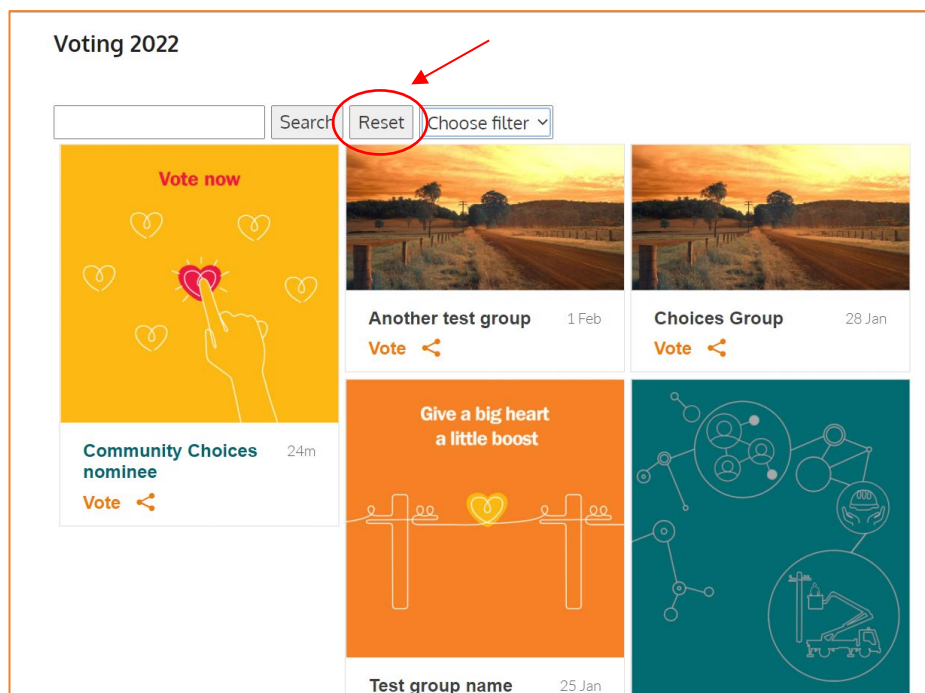 Voting 2022
Search Reset Choose filter
Vote now
Community Choices 24m
nominee
Vote
Another test group 1 Feb
Vote
Choices Group 28 Jan
Vote
Give a big heart
a little boost
Test group name 25 Jan